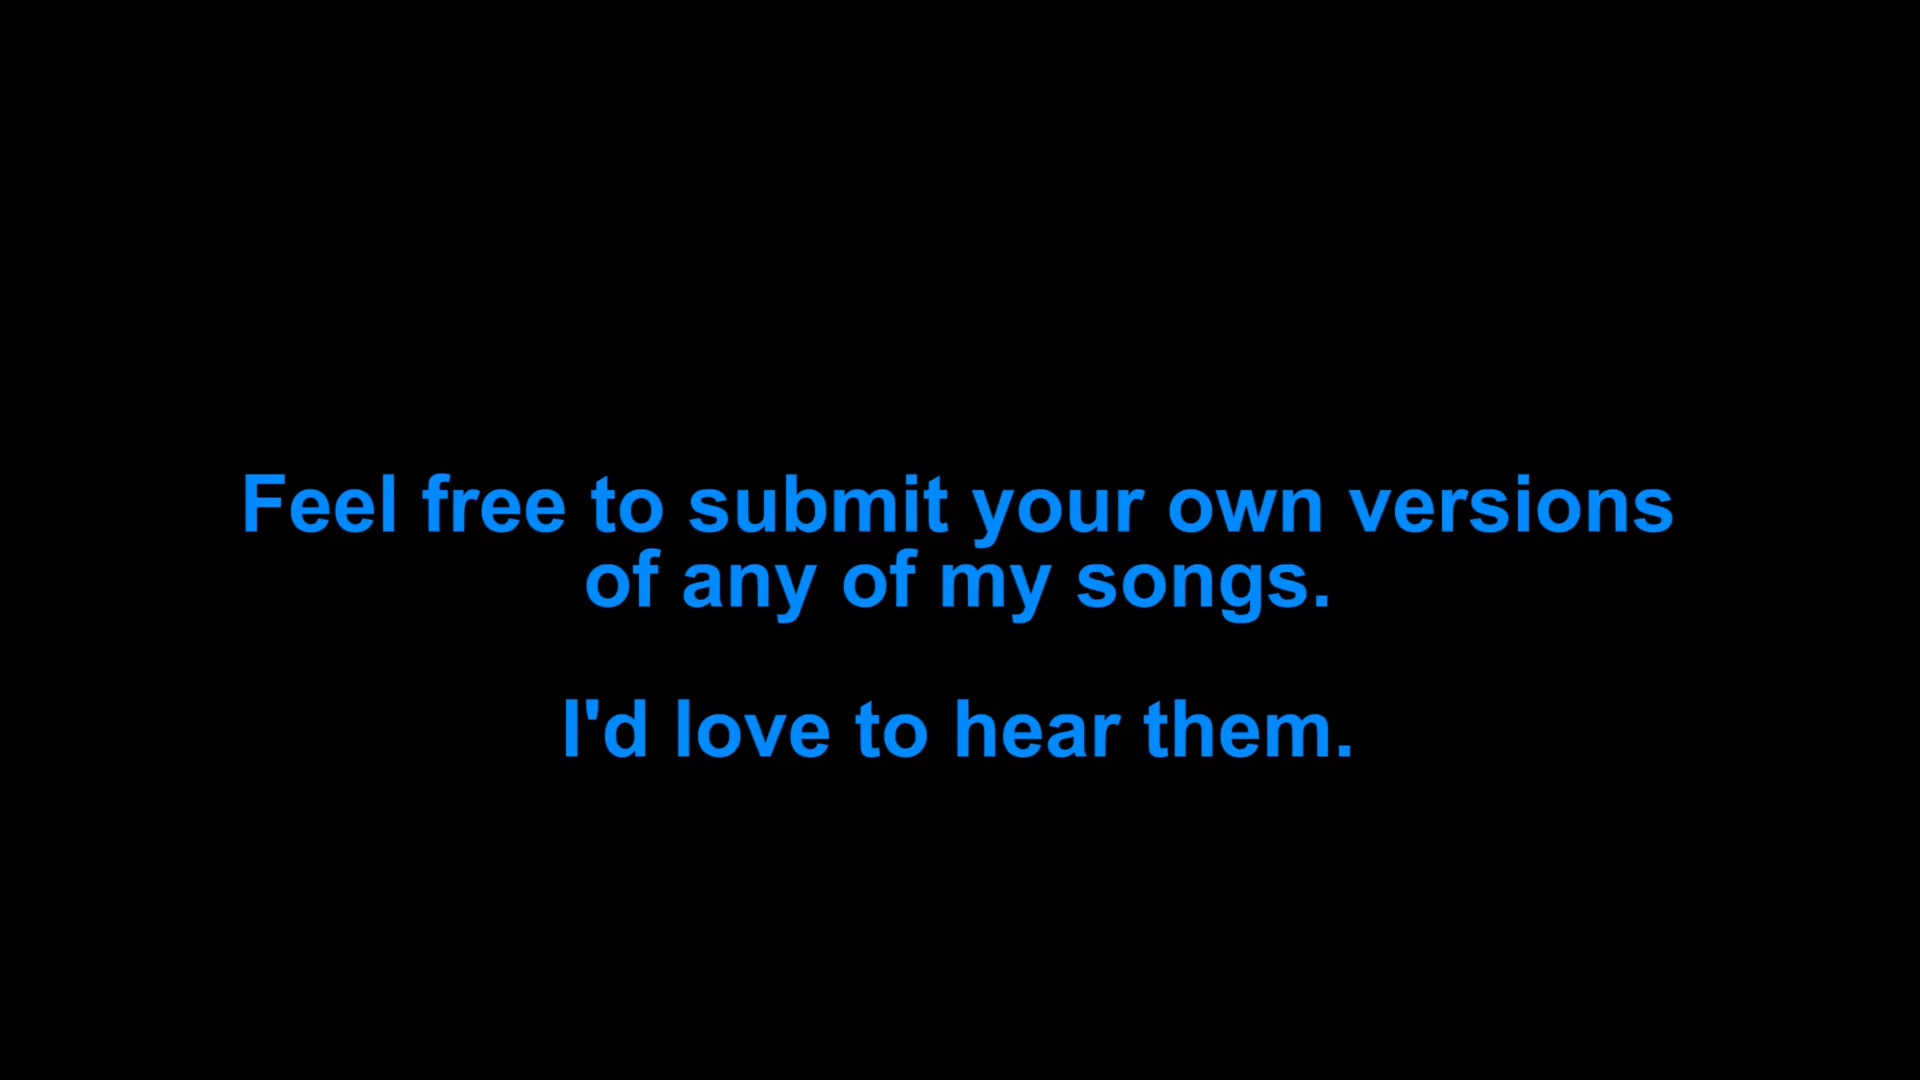 Feel free to submit your own versions
of any of my songs.
I'd love to hear them.